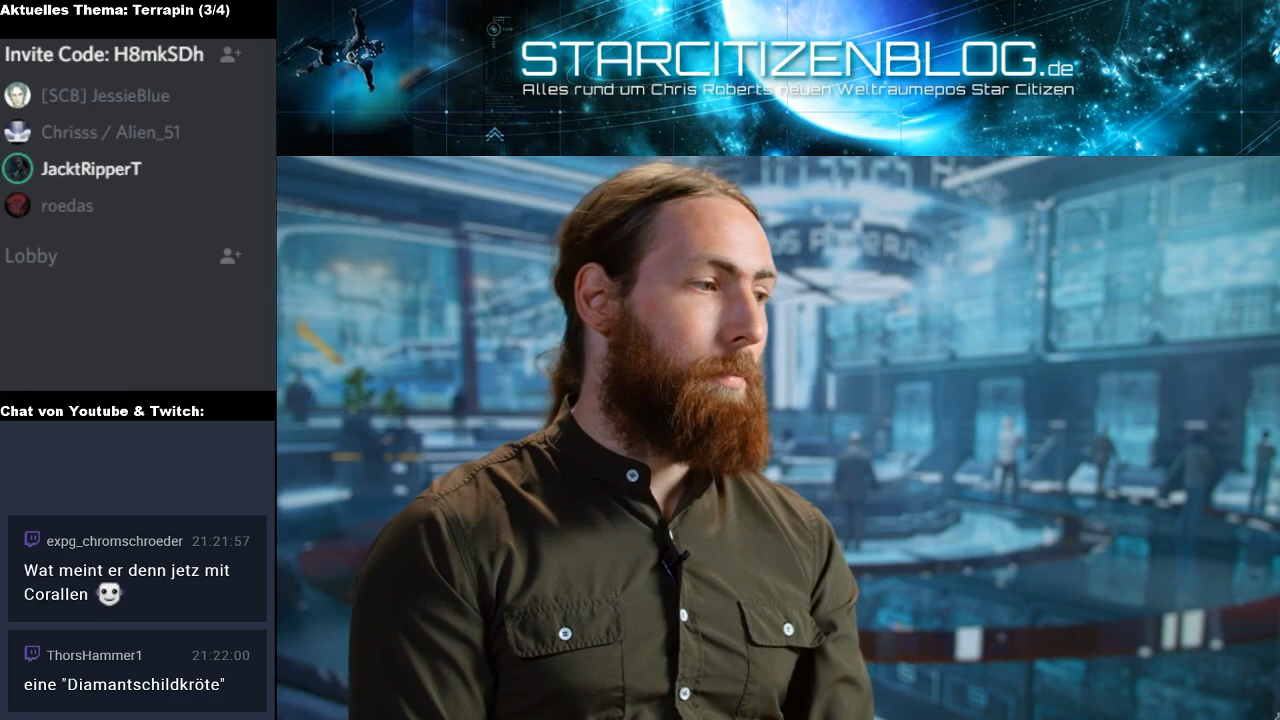 Aktuelles Thema: Terrapin (3/4)
Invite Code: H8mkSDh
[SCB] JessieBlue
Chrisss / Alien_51
JacktRipperT
roedas
Lobby
Chat von Youtube & Twitch:
expg_chromschroeder 21:21:57
Wat meint er denn jetz mit
Corallen
ThorsHammer1 21:22:00
eine "Diamantschildkröte"
STARCITIZENBLOG.de
Alles rund um Chris Roberts neuen Weltraumepos Star Citizen